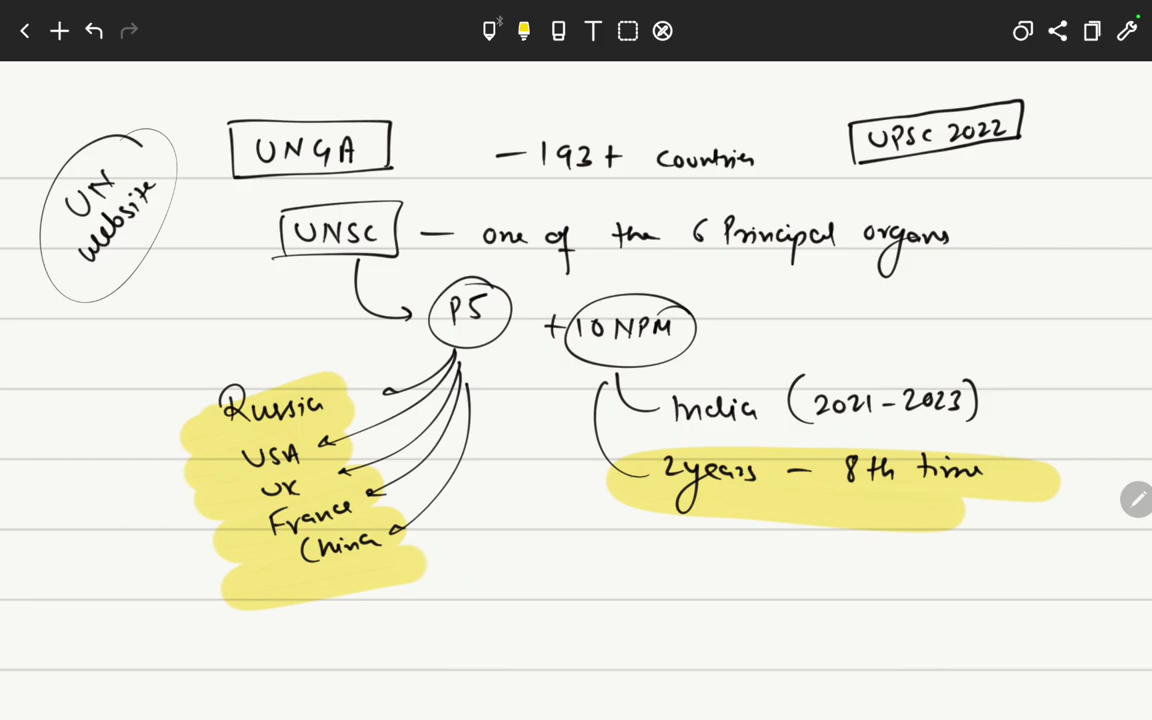 UNGA - 193+ countries
UPSC 2022
UN website
UNSC - one of the 6 Principal organs
P5 + 10 NPM
Russia
USA
UK
France
China
India (2021-2023)
2 years - 8th time